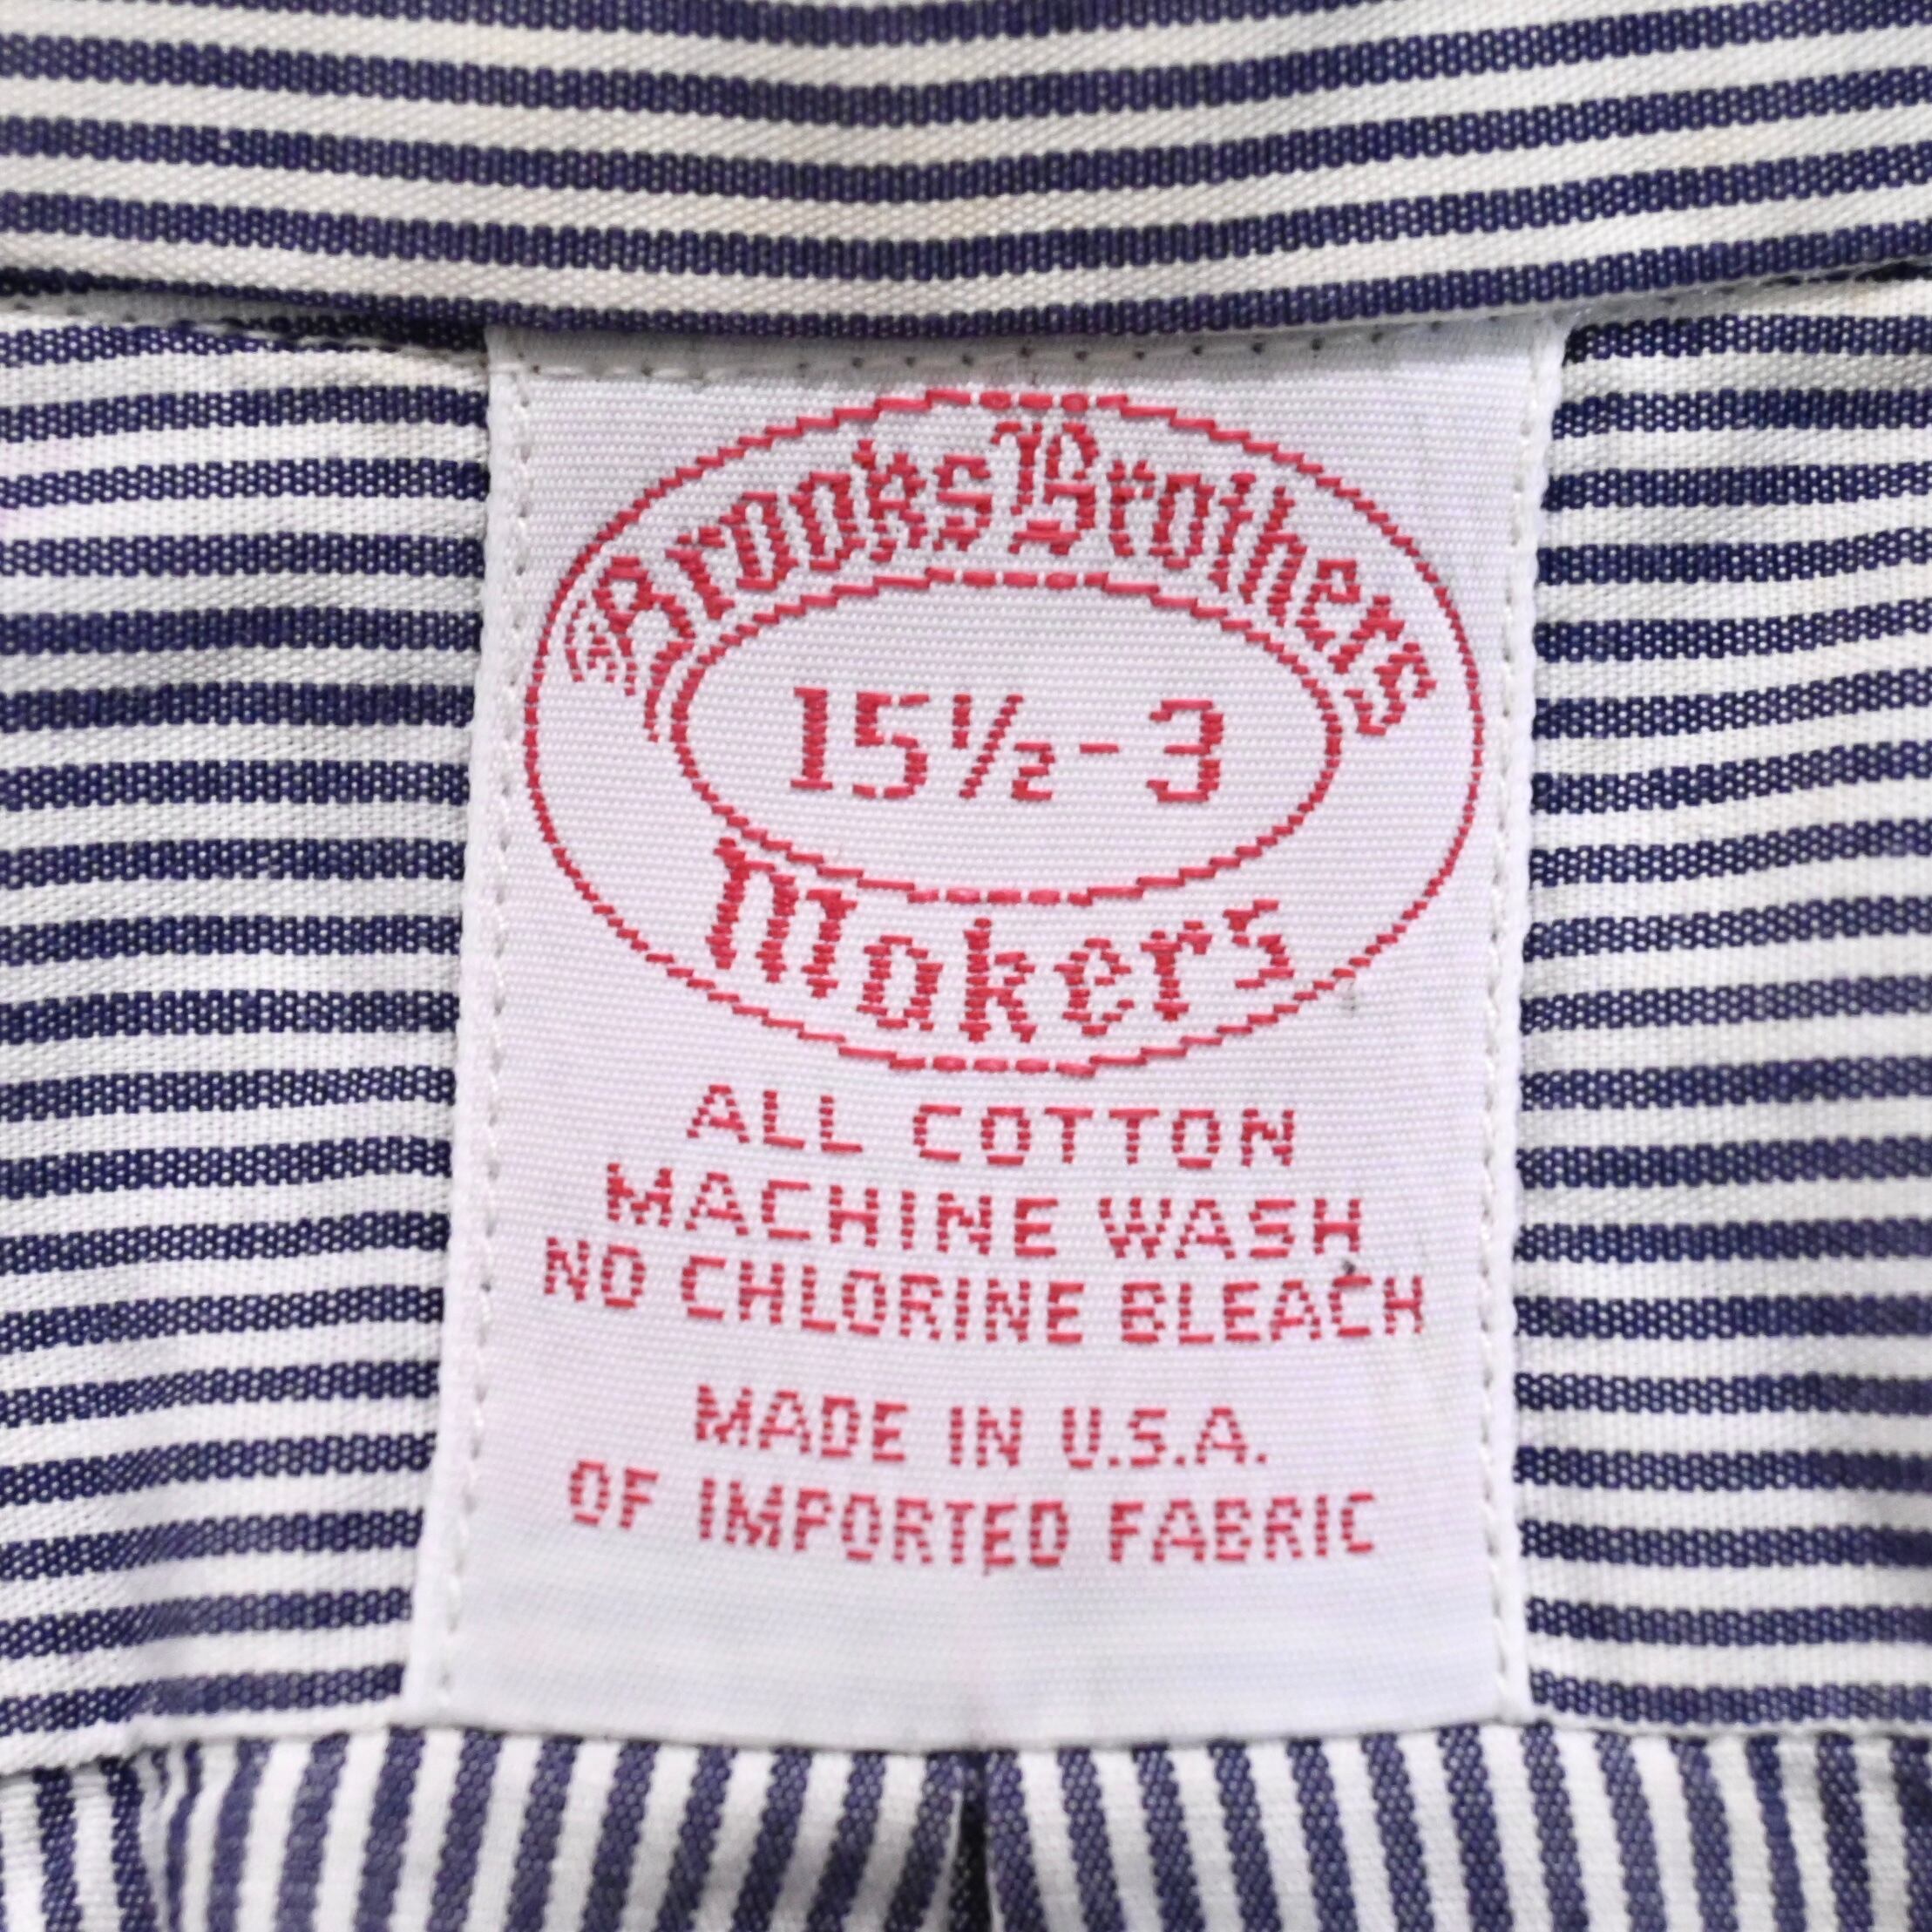 Brooks Brothers
15½-3
Makers
ALL COTTON
MACHINE WASH
NO CHLORINE BLEACH
MADE IN U.S.A.
OF IMPORTED FABRIC